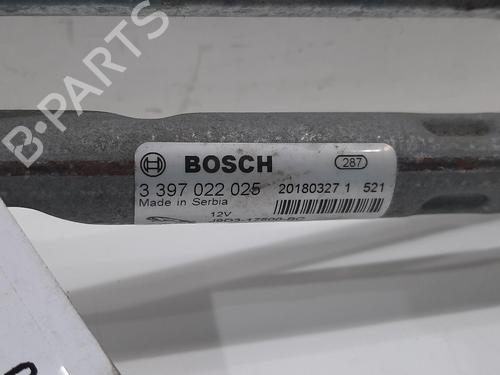 B-PARTS
BOSCH 287
3 397 022 025 20180327 1 521
Made in Serbia
12V